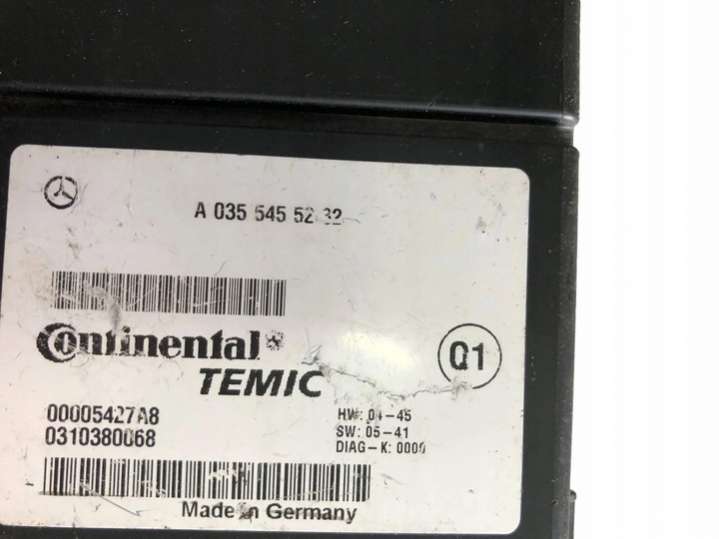 A 035 545 52 32
Continental
TEMIC
Q1
00005427A8
0310380068
HW: 04-45
SW: 05-41
DIAG-K: 0000
Made in Germany